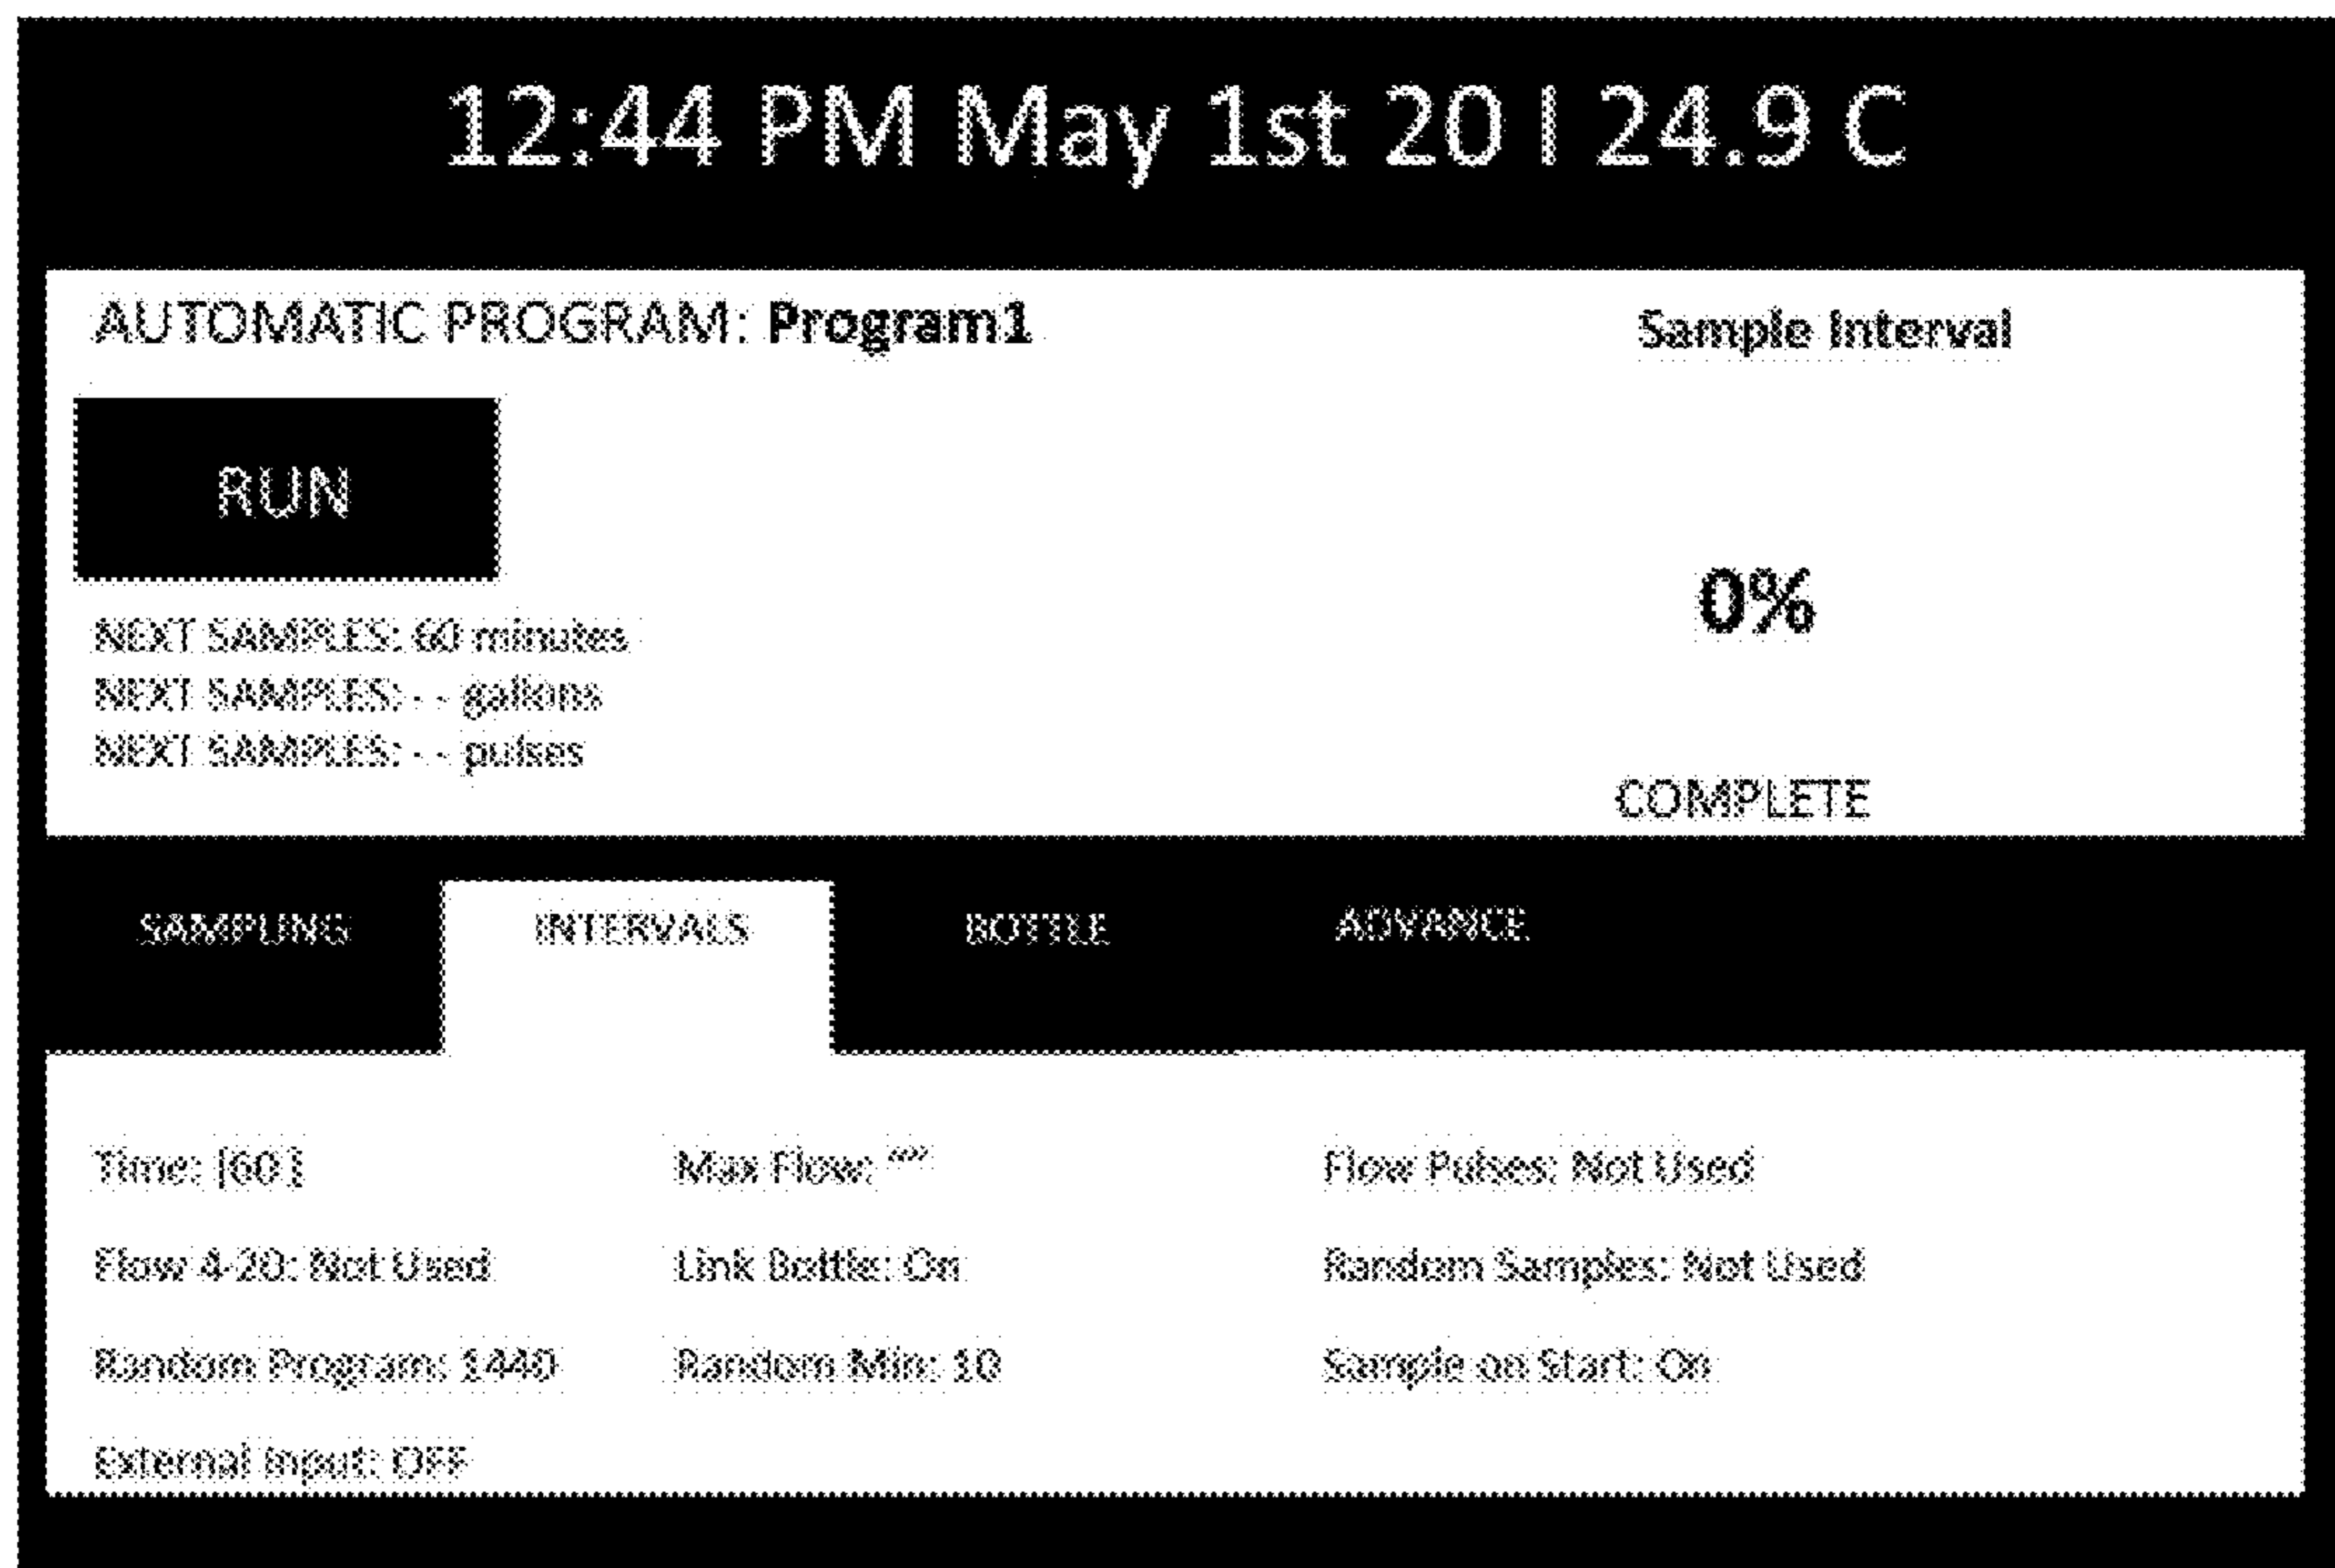 12:44 PM May 1st 20 | 24.9 C
AUTOMATIC PROGRAM: Program1
Sample Interval
RUN
0%
NEXT SAMPLES: 60 minutes
NEXT SAMPLES: - - gallons
NEXT SAMPLES: - - pulses
COMPLETE
SAMPLING INTERVALS BOTTLE ADVANCE
Time: [60] Max Flow: “” Flow Pulses: Not Used
Flow 4-20: Not Used Link Bottle: On Random Samples: Not Used
Random Program: 1440 Random Min: 10 Sample on Start: On
External Input: OFF